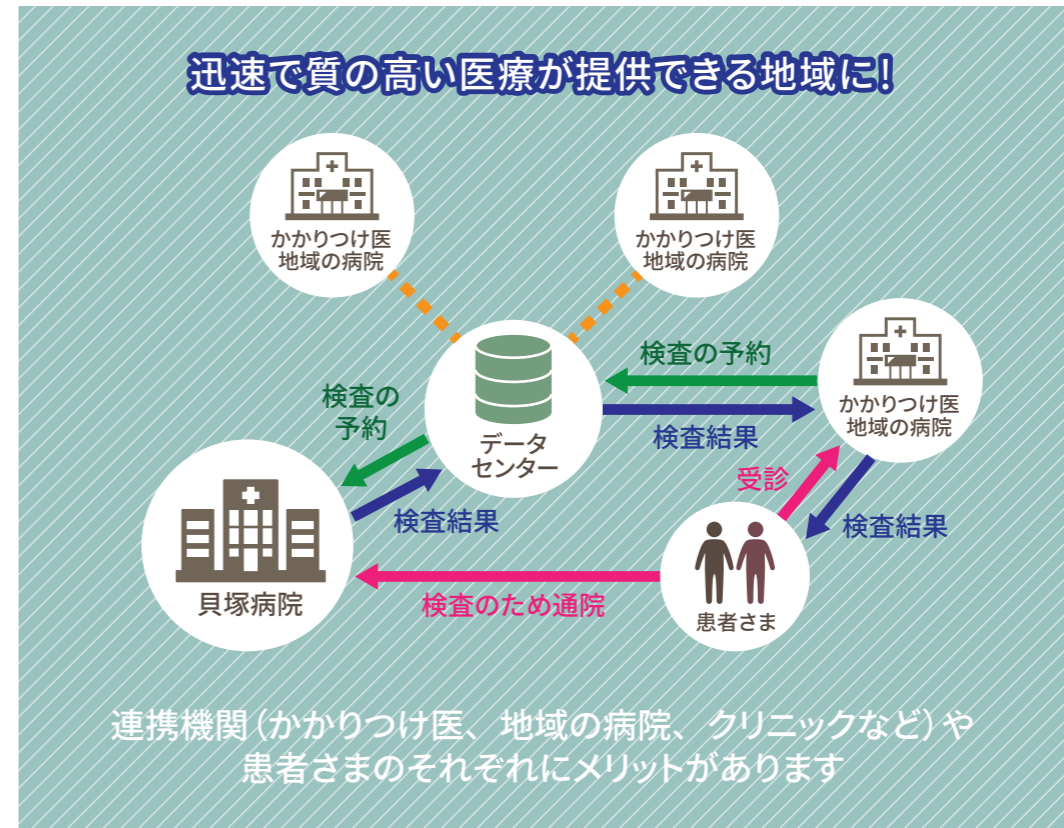 迅速で質の高い医療が提供できる地域に!
かかりつけ医
地域の病院
かかりつけ医
地域の病院
検査の予約
かかりつけ医
地域の病院
検査の
予約
データ
センター
検査結果
受診
検査結果
検査結果
貝塚病院
検査のため通院
患者さま
連携機関(かかりつけ医、地域の病院、クリニックなど)や
患者さまのそれぞれにメリットがあります